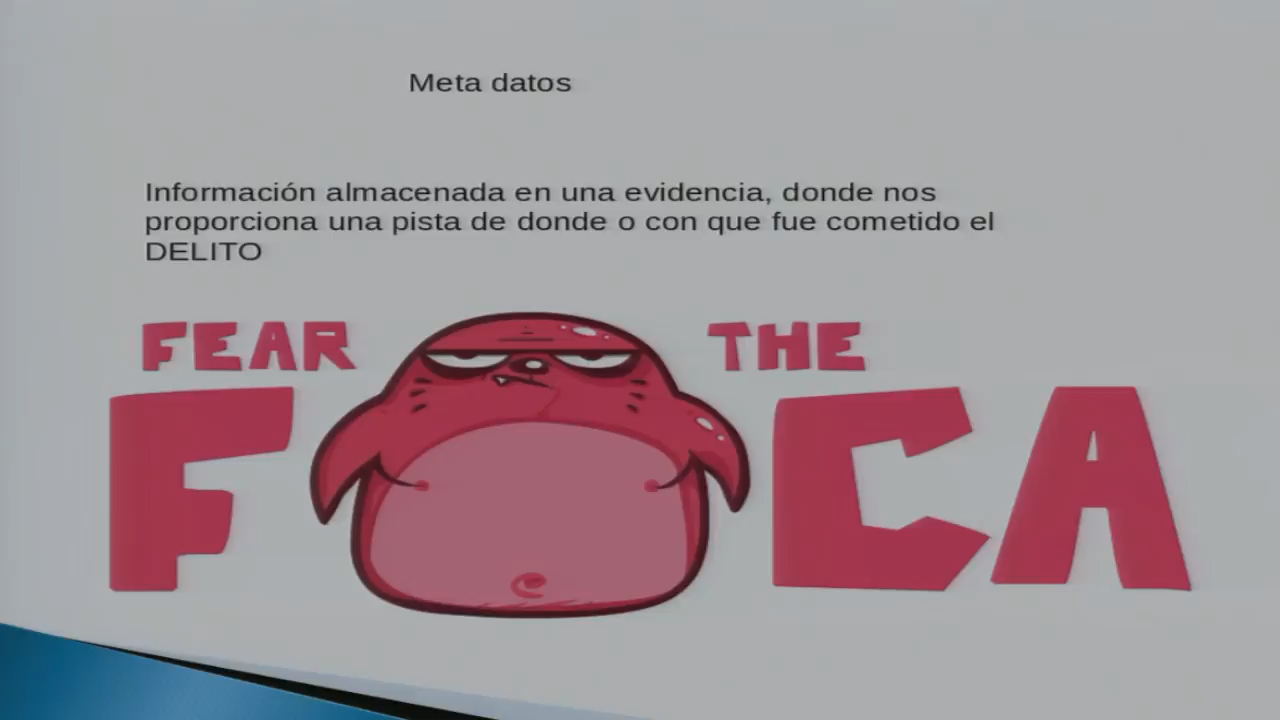 Meta datos
Información almacenada en una evidencia, donde nos
proporciona una pista de donde o con que fue cometido el
DELITO
FEAR THE
FOCA